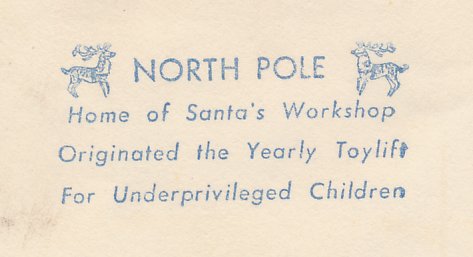 NORTH POLE
Home of Santa's Workshop
Originated the Yearly Toylift
For Underprivileged Children